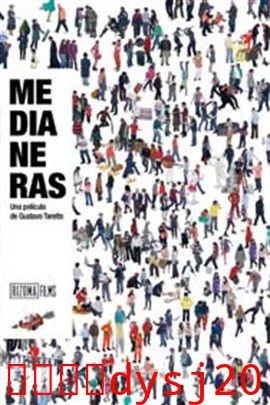 ME
DIA
NE
RAS
Una película
de Gustavo Taretto
RIZOMA FILMS
dysj20